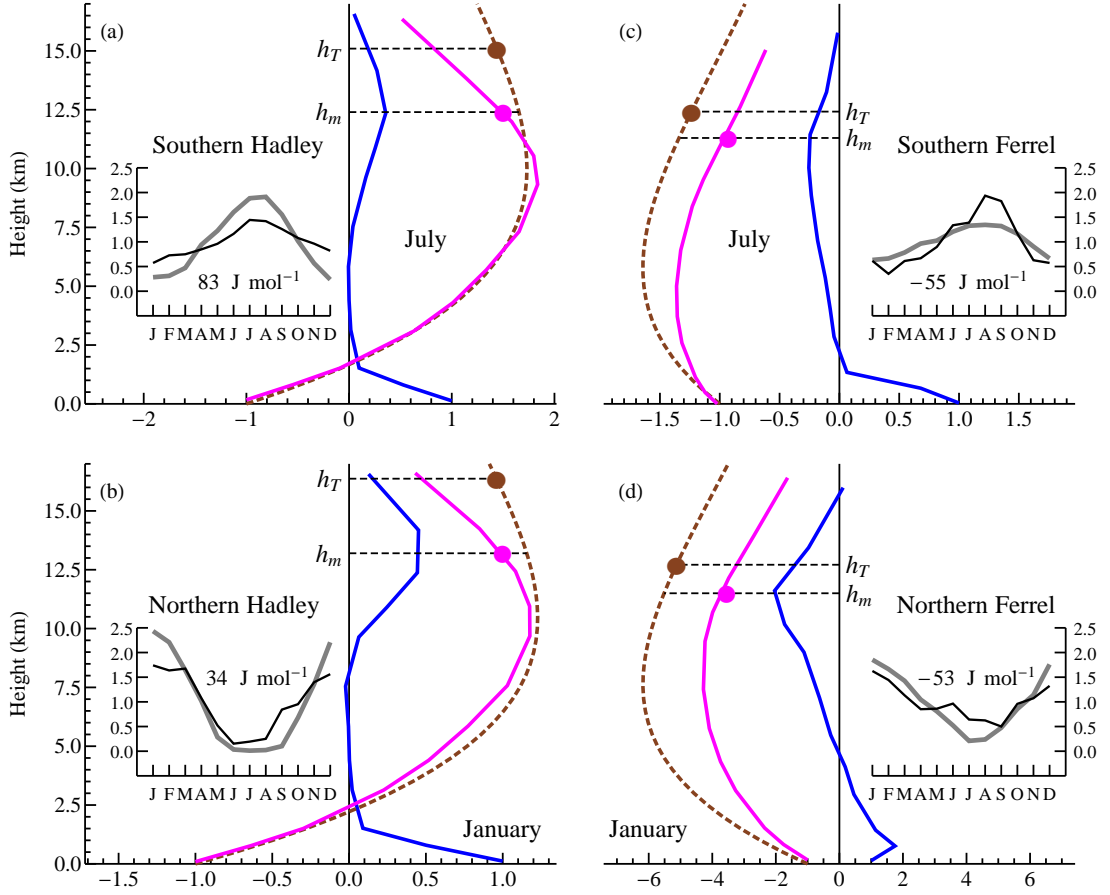 (a)
15.0
12.5
10.0
7.5
5.0
2.5
0.0
Height (km)
h_T
h_m
Southern Hadley
2.5
2.0
1.5
1.0
0.5
0.0
83 J mol⁻¹
J F M A M J J A S O N D
July
−2 −1 0 1 2
(c)
h_T
h_m
Southern Ferrel
2.5
2.0
1.5
1.0
0.5
0.0
−55 J mol⁻¹
J F M A M J J A S O N D
July
−1.5 −1.0 −0.5 0.0 0.5 1.0 1.5
(b)
15.0
12.5
10.0
7.5
5.0
2.5
0.0
Height (km)
h_T
h_m
Northern Hadley
2.5
2.0
1.5
1.0
0.5
0.0
34 J mol⁻¹
J F M A M J J A S O N D
January
−1.5 −1.0 −0.5 0.0 0.5 1.0
(d)
h_T
h_m
Northern Ferrel
2.5
2.0
1.5
1.0
0.5
0.0
−53 J mol⁻¹
J F M A M J J A S O N D
January
−6 −4 −2 0 2 4 6